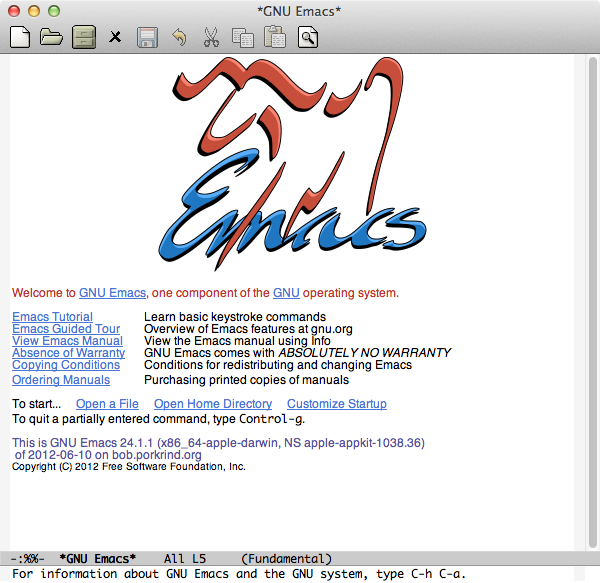 *GNU Emacs*
Emacs
Welcome to GNU Emacs, one component of the GNU operating system.
Emacs Tutorial Learn basic keystroke commands
Emacs Guided Tour Overview of Emacs features at gnu.org
View Emacs Manual View the Emacs manual using Info
Absence of Warranty GNU Emacs comes with ABSOLUTELY NO WARRANTY
Copying Conditions Conditions for redistributing and changing Emacs
Ordering Manuals Purchasing printed copies of manuals
To start... Open a File Open Home Directory Customize Startup
To quit a partially entered command, type Control-g.
This is GNU Emacs 24.1.1 (x86_64-apple-darwin, NS apple-appkit-1038.36)
of 2012-06-10 on bob.porkrind.org
Copyright (C) 2012 Free Software Foundation, Inc.
-:%%- *GNU Emacs* All L5 (Fundamental)
For information about GNU Emacs and the GNU system, type C-h C-a.